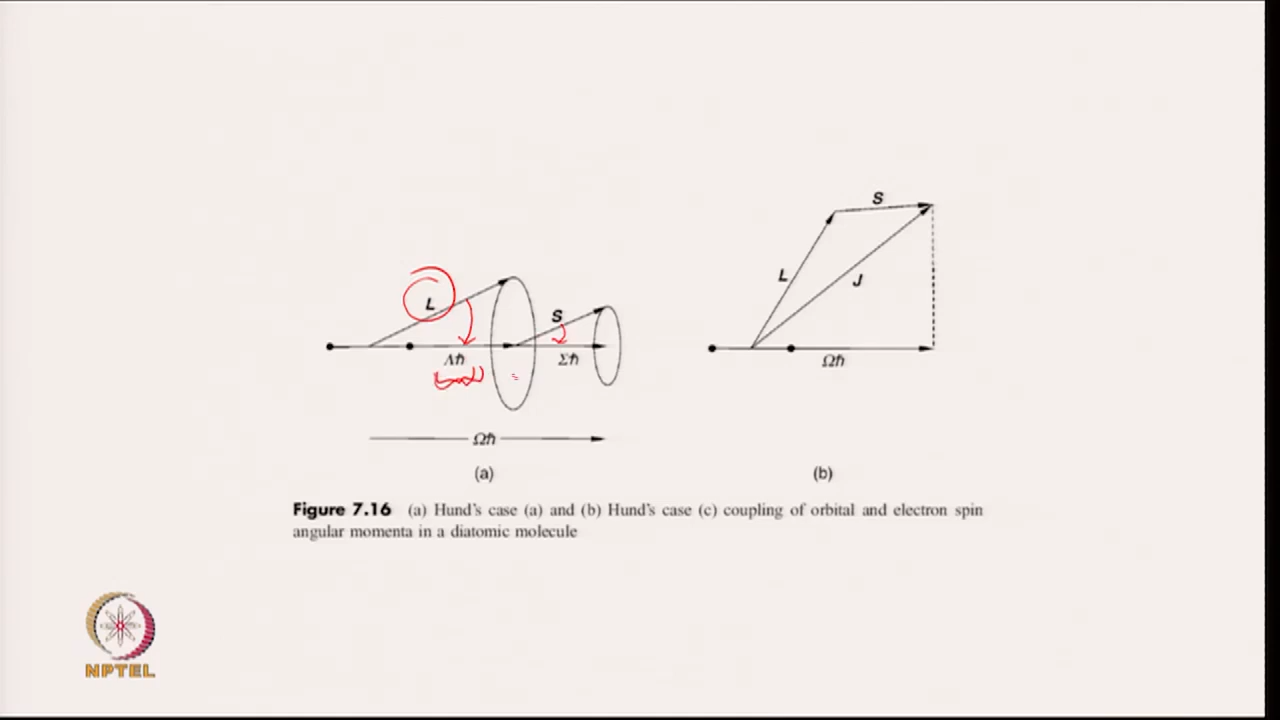 S
L
J
L
S
Λħ
Σħ
Ωħ
Ωħ
(a)
(b)
Figure 7.16 (a) Hund's case (a) and (b) Hund's case (c) coupling of orbital and electron spin
angular momenta in a diatomic molecule
NPTEL